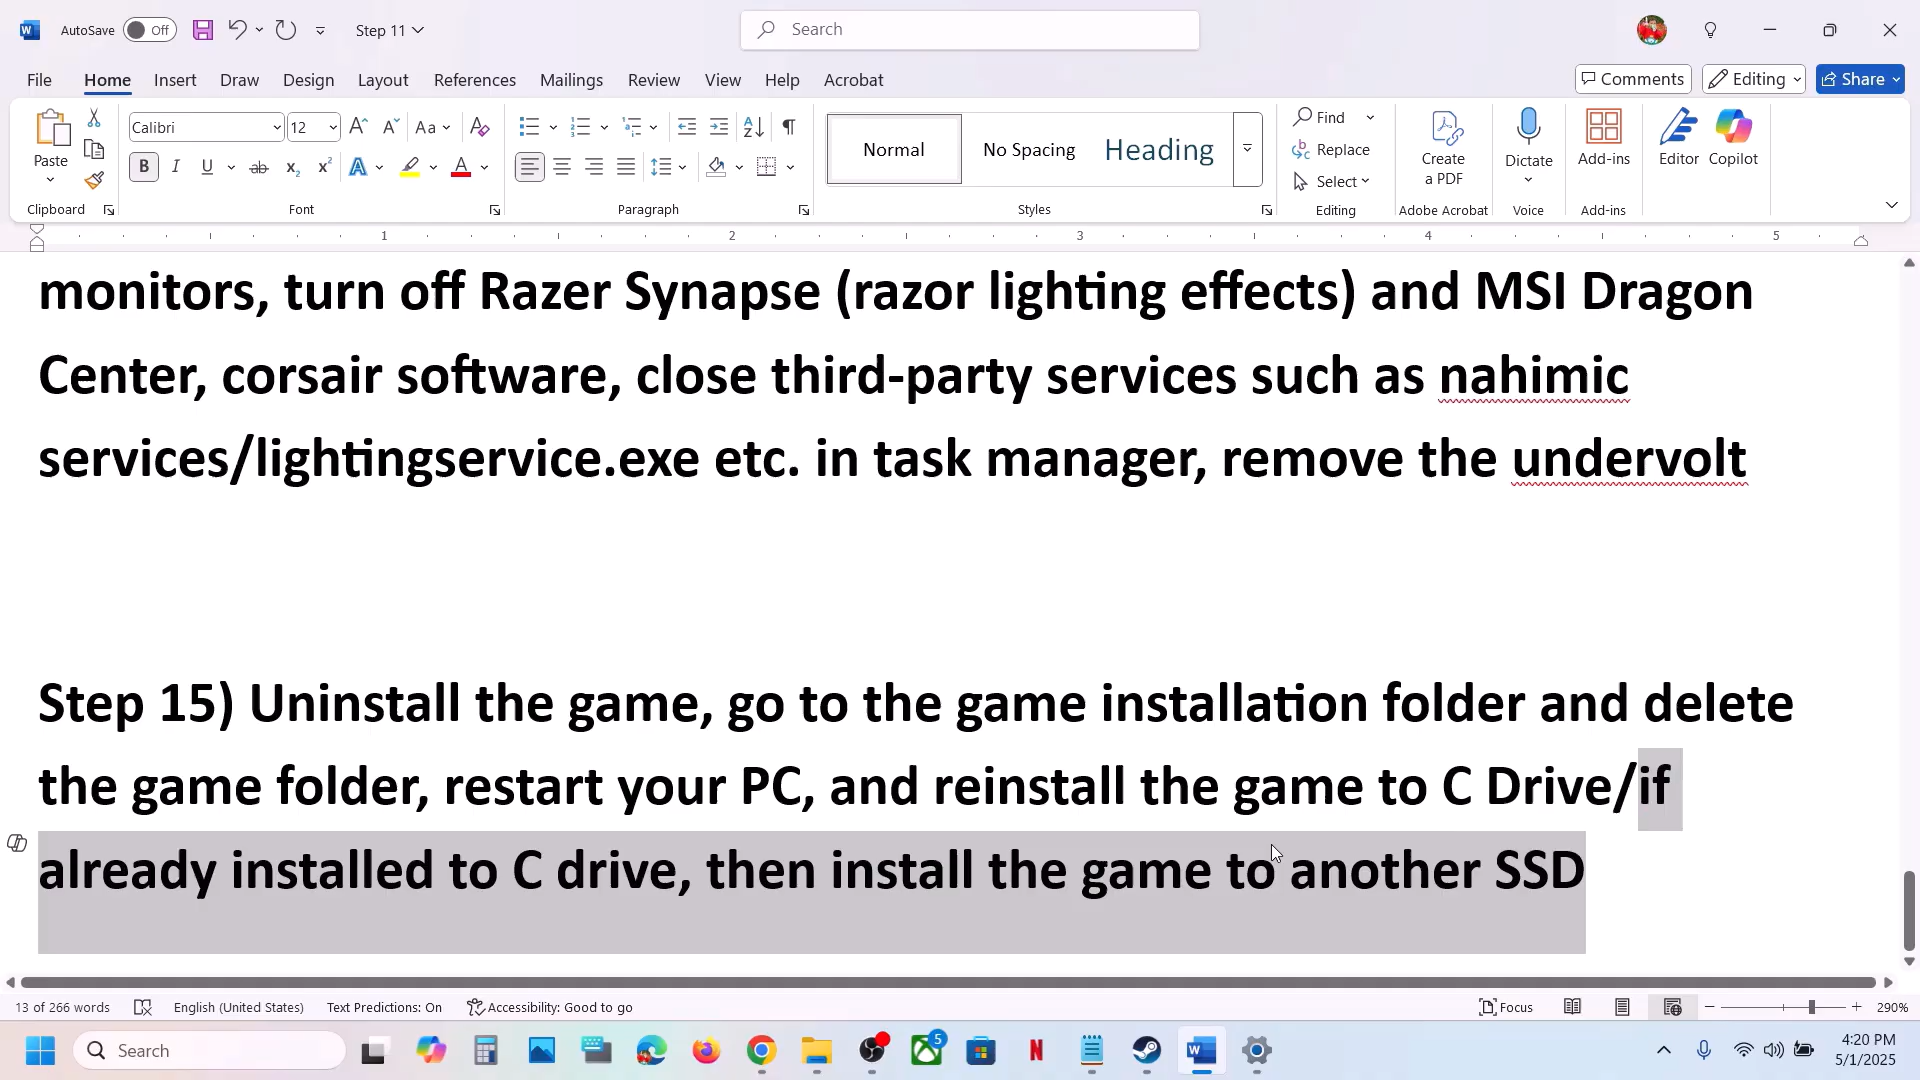 AutoSave Off Step 11 Search
File Home Insert Draw Design Layout References Mailings Review View Help Acrobat Comments Editing Share
Paste
Clipboard
Calibri 12
Font
Paragraph
Normal No Spacing Heading
Styles
Find
Replace
Select
Editing
Create a PDF
Adobe Acrobat
Dictate
Voice
Add-ins
Add-ins
Editor
Copilot
1 2 3 4 5
monitors, turn off Razer Synapse (razor lighting effects) and MSI Dragon
Center, corsair software, close third-party services such as nahimic
services/lightingservice.exe etc. in task manager, remove the undervolt
Step 15) Uninstall the game, go to the game installation folder and delete
the game folder, restart your PC, and reinstall the game to C Drive/if
already installed to C drive, then install the game to another SSD
13 of 266 words English (United States) Text Predictions: On Accessibility: Good to go Focus 290%
Search 5 4:20 PM
5/1/2025